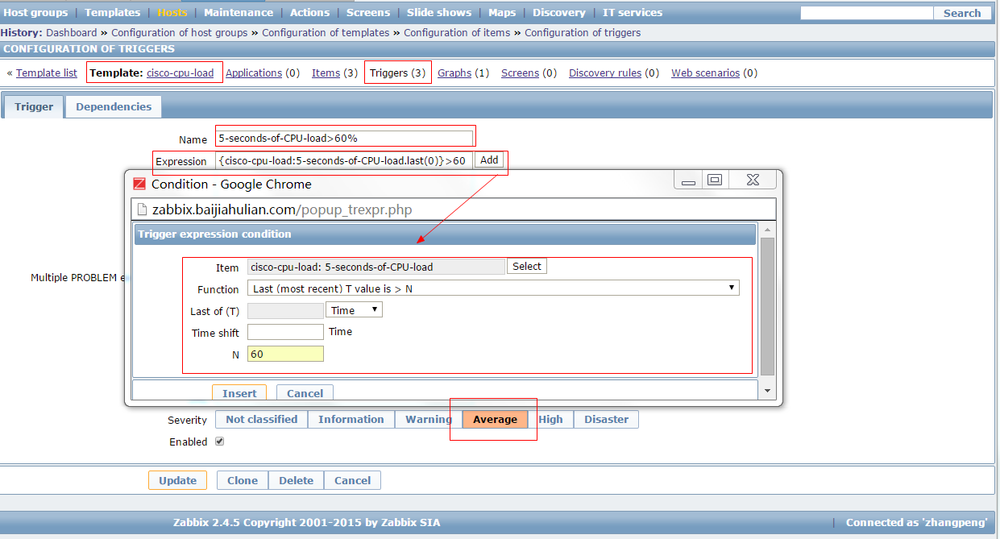 Host groups | Templates | Hosts | Maintenance | Actions | Screens | Slide shows | Maps | Discovery | IT services Search
History: Dashboard » Configuration of host groups » Configuration of templates » Configuration of items » Configuration of triggers
CONFIGURATION OF TRIGGERS
« Template list Template: cisco-cpu-load Applications (0) Items (3) Triggers (3) Graphs (1) Screens (0) Discovery rules (0) Web scenarios (0)
Trigger Dependencies
Name 5-seconds-of-CPU-load>60%
Expression {cisco-cpu-load:5-seconds-of-CPU-load.last(0)}>60 Add
Condition - Google Chrome
zabbix.baijiahulian.com/popup_trexpr.php
Trigger expression condition
Item cisco-cpu-load: 5-seconds-of-CPU-load Select
Multiple PROBLEM e
Function Last (most recent) T value is > N
Last of (T) Time
Time shift Time
N 60
Insert Cancel
Severity Not classified Information Warning Average High Disaster
Enabled
Update Clone Delete Cancel
Zabbix 2.4.5 Copyright 2001-2015 by Zabbix SIA | Connected as 'zhangpeng'